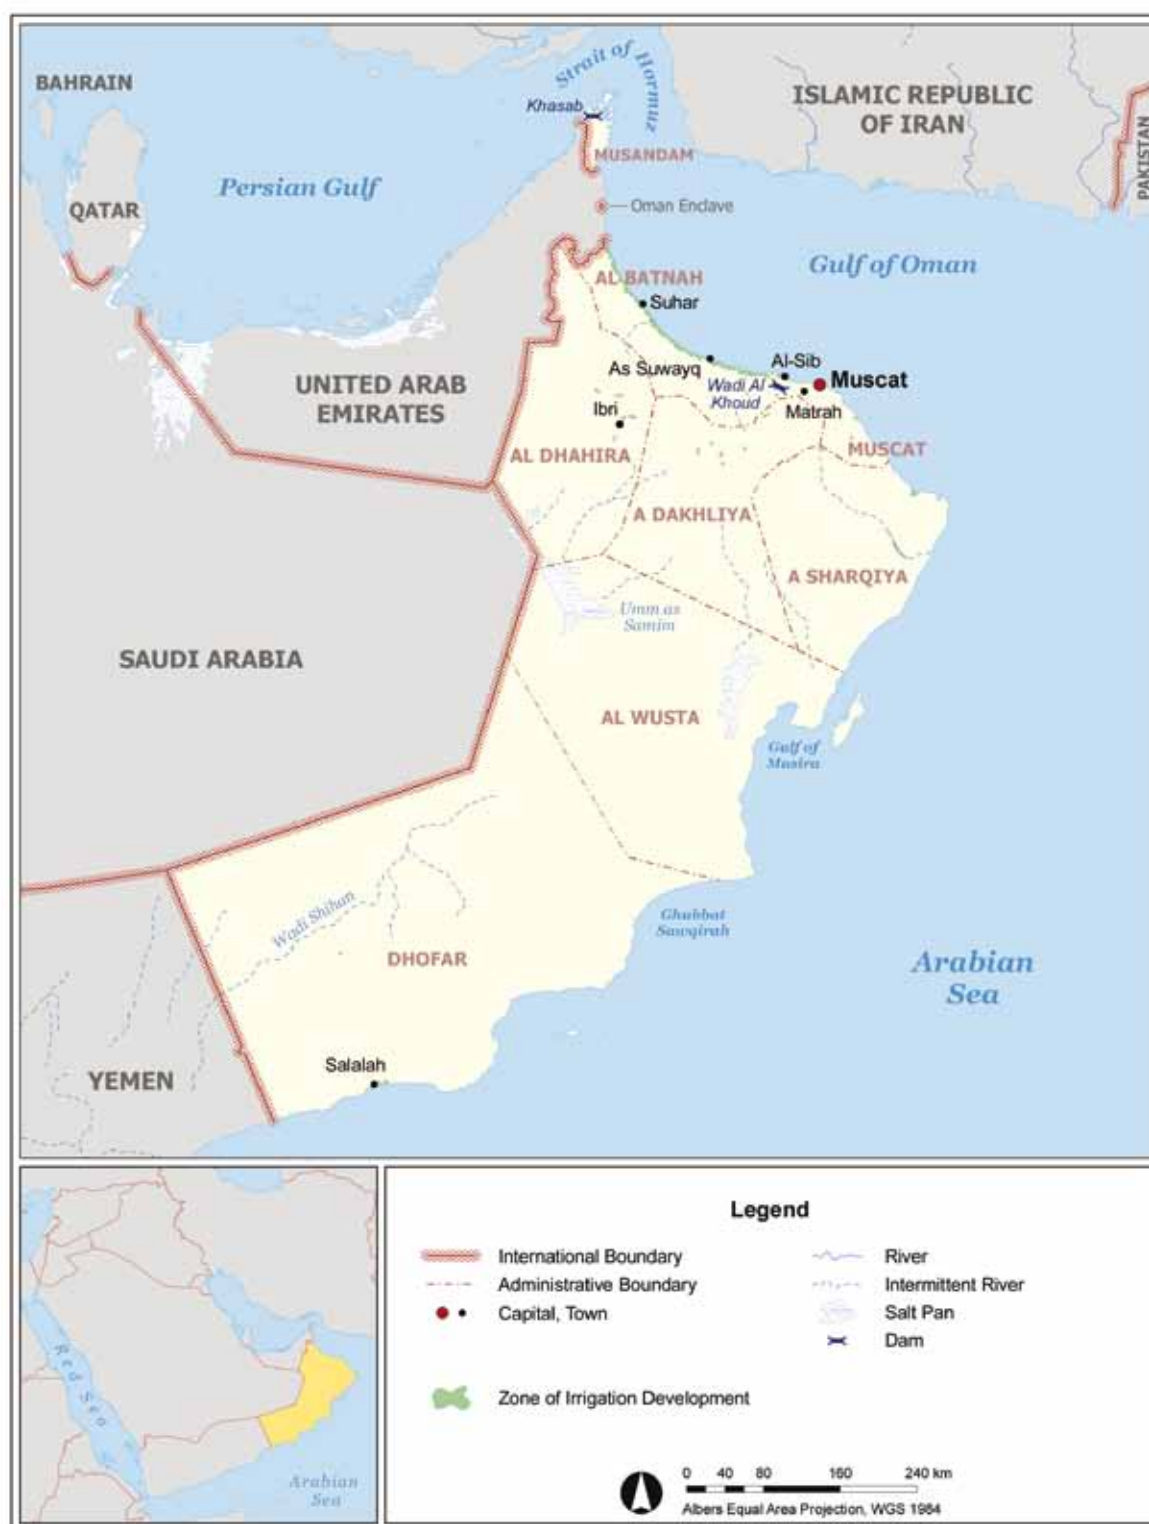 BAHRAIN
Strait of Hormuz
Khasab
ISLAMIC REPUBLIC
OF IRAN
PAKISTAN
MUSANDAM
Persian Gulf
QATAR
Oman Enclave
Gulf of Oman
AL BATNAH
Suhar
As Suwayq
Al-Sib
Muscat
Wadi Al
Khoud
Matrah
UNITED ARAB
EMIRATES
Ibri
AL DHAHIRA
MUSCAT
A DAKHLIYA
A SHARQIYA
Umm as
Samim
SAUDI ARABIA
AL WUSTA
Gulf of
Masira
Wadi Shihan
Ghubbat
Sawqirah
DHOFAR
Arabian
Sea
Salalah
YEMEN
Red Sea
Arabian
Sea
Legend
International Boundary
Administrative Boundary
Capital, Town
Zone of Irrigation Development
River
Intermittent River
Salt Pan
Dam
0 40 80 160 240 km
Albers Equal Area Projection, WGS 1984